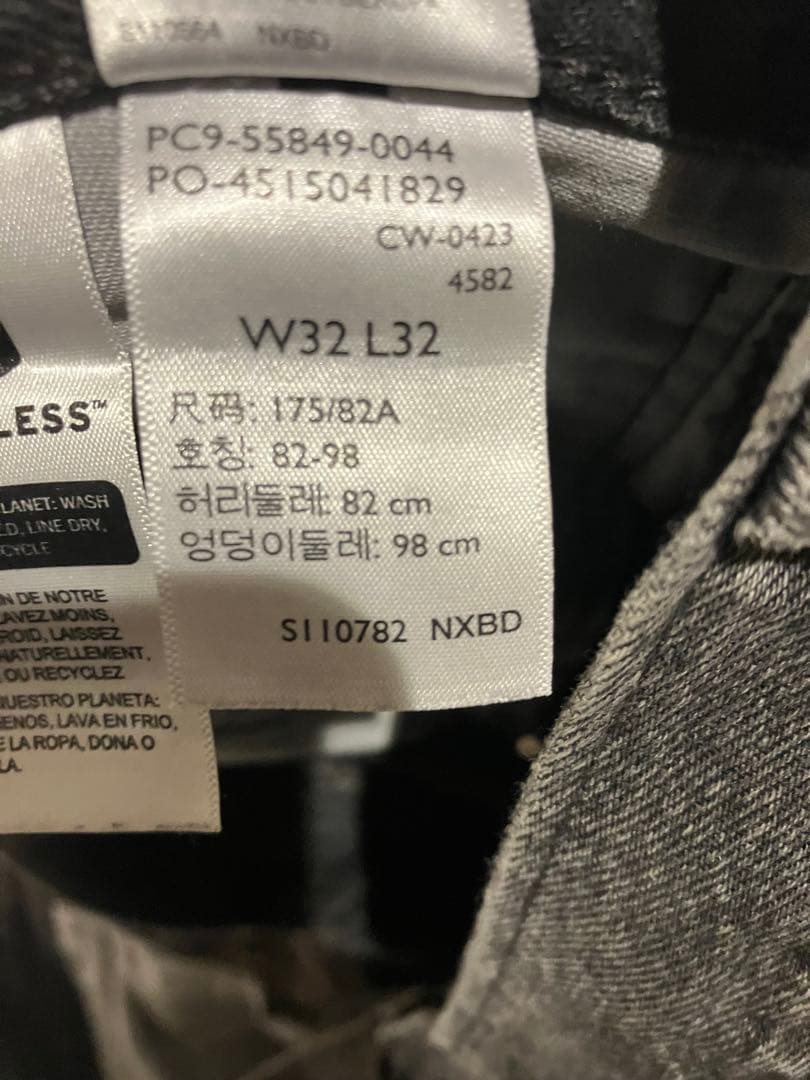 NXBD
PC9-55849-0044
PO-4515041829
CW-0423
4582
W32 L32
尺码: 175/82A
호칭: 82-98
허리둘레: 82 cm
엉덩이둘레: 98 cm
S110782 NXBD
LESS™
LANET: WASH
D, LINE DRY,
CYCLE
N DE NOTRE
AVEZ MOINS,
ROID, LAISSEZ
NATURELLEMENT,
OU RECYCLEZ
NUESTRO PLANETA:
ENOS, LAVA EN FRIO,
E LA ROPA, DONA O
LA.